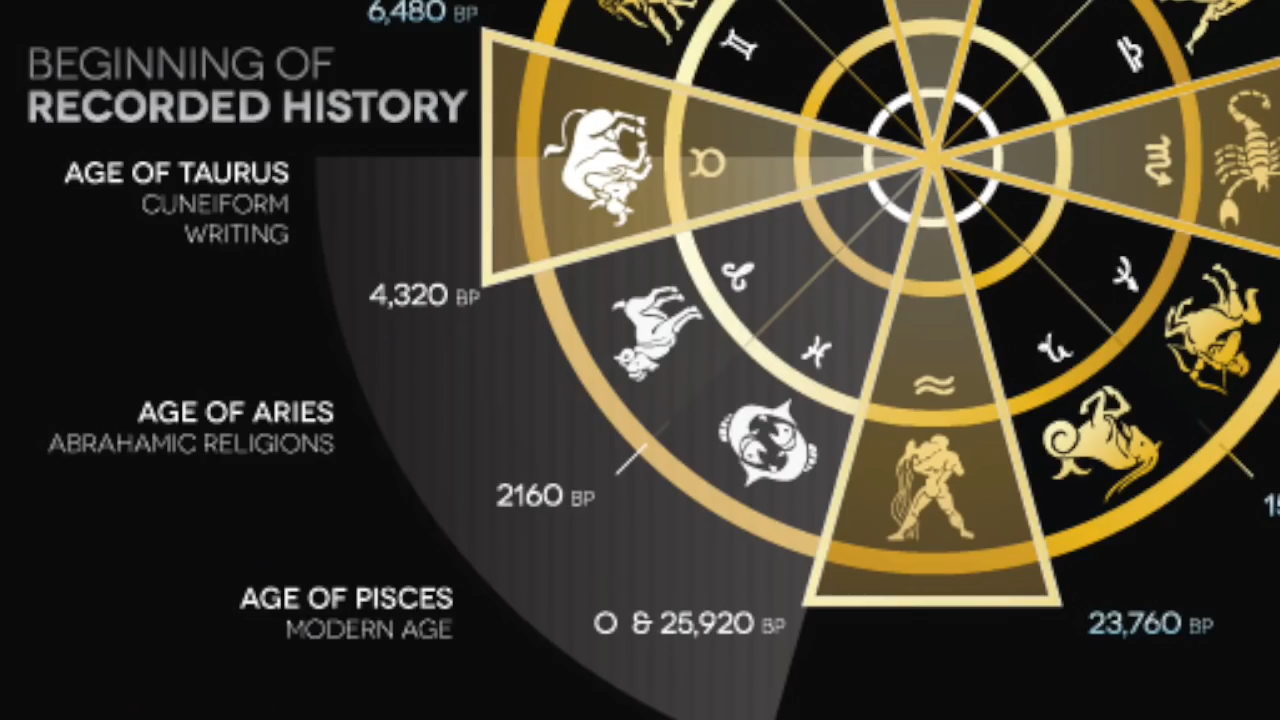 6,480 BP
BEGINNING OF
RECORDED HISTORY
AGE OF TAURUS
CUNEIFORM
WRITING
4,320 BP
AGE OF ARIES
ABRAHAMIC RELIGIONS
2160 BP
AGE OF PISCES
MODERN AGE
0 & 25,920 BP
23,760 BP